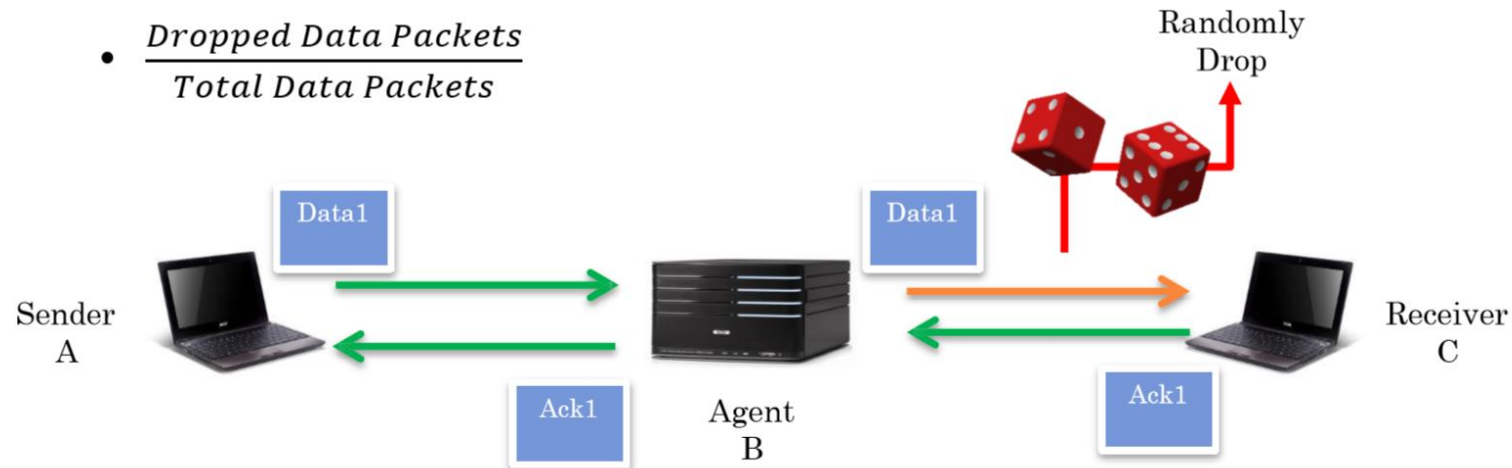 • Dropped Data Packets
Total Data Packets
Randomly
Drop
Data1
Data1
Sender
A
Receiver
C
Ack1
Agent
B
Ack1